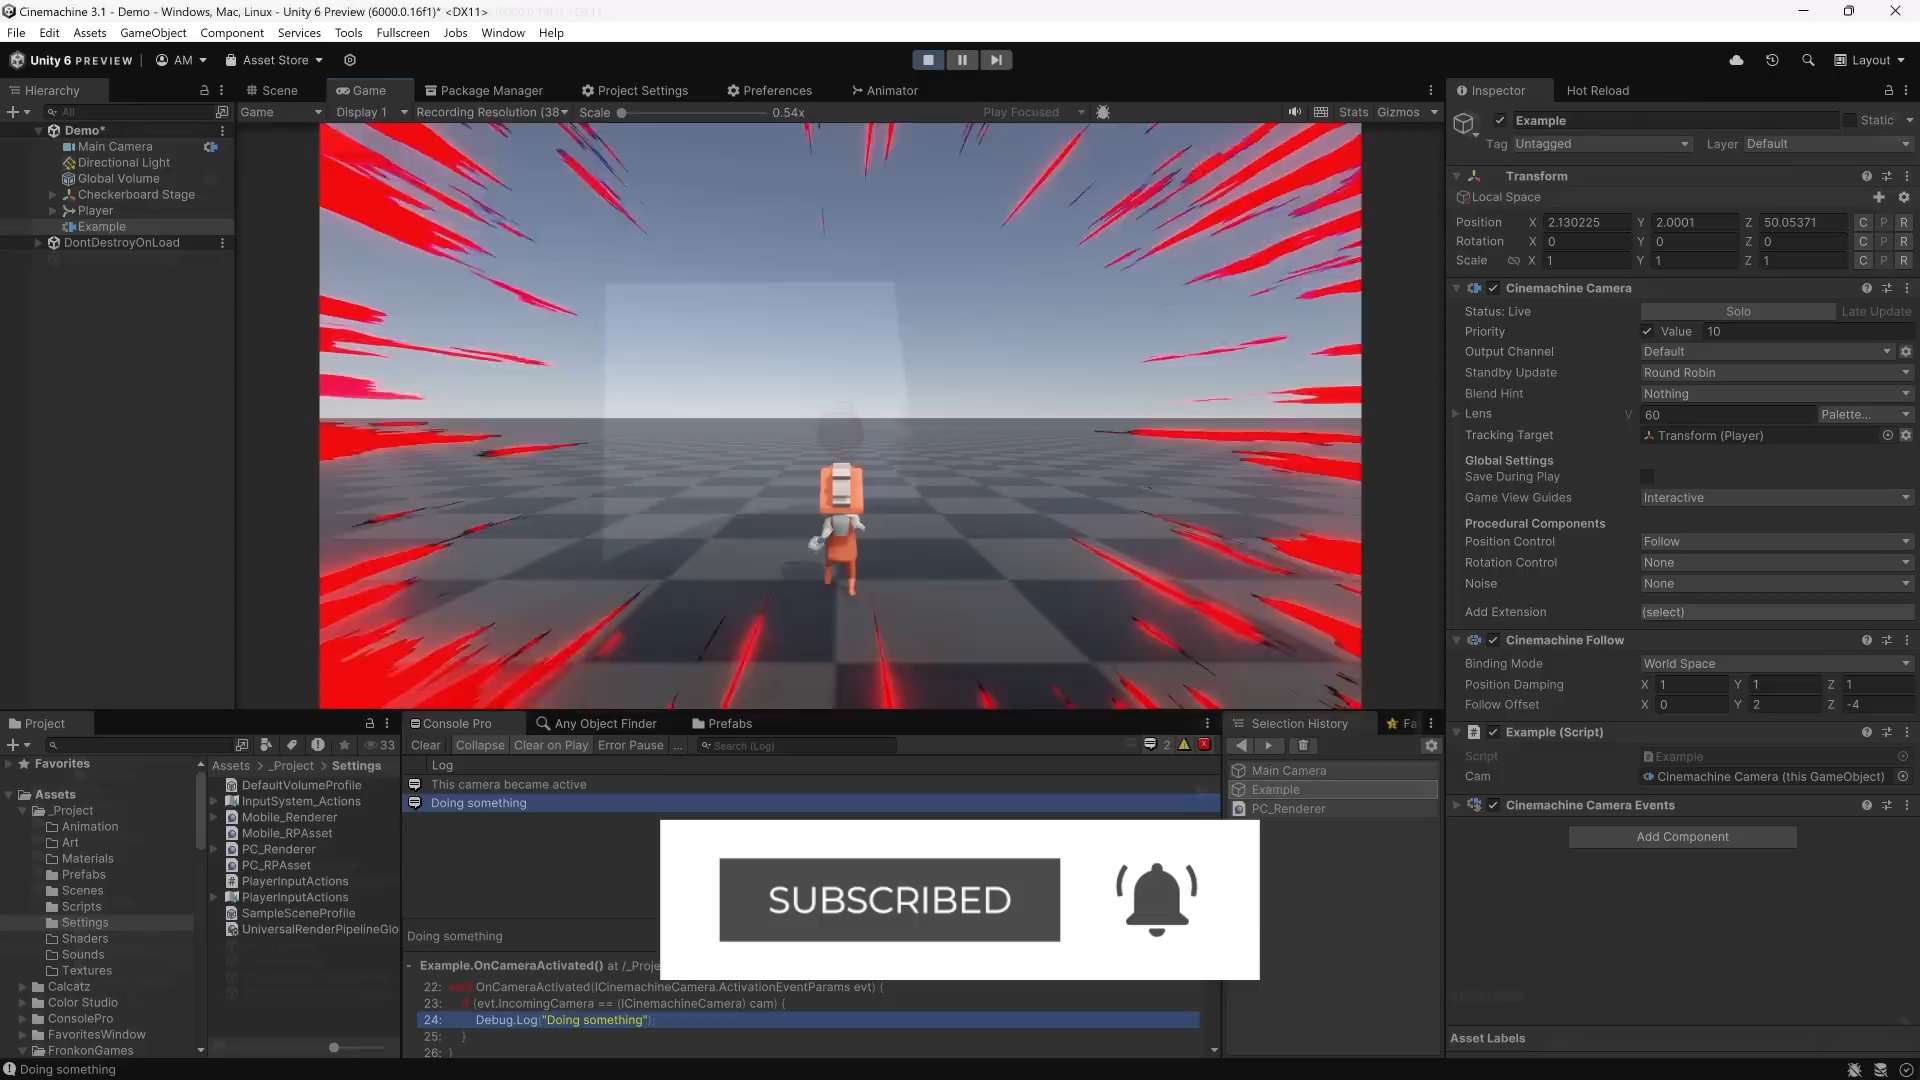 Cinemachine 3.1 - Demo - Windows, Mac, Linux - Unity 6 Preview (6000.0.16f1)* <DX11>
File Edit Assets GameObject Component Services Tools Fullscreen Jobs Window Help
Unity 6 PREVIEW AM Asset Store Layout
Hierarchy Scene Game Package Manager Project Settings Preferences Animator Inspector Hot Reload
All Game Display 1 Recording Resolution (38 Scale 0.54x Play Focused Stats Gizmos
Demo*
Main Camera
Directional Light
Global Volume
Checkerboard Stage
Player
Example
DontDestroyOnLoad
Example Static
Tag Untagged Layer Default
Transform
Local Space
Position X 2.130225 Y 2.0001 Z 50.05371 C P R
Rotation X 0 Y 0 Z 0 C P R
Scale X 1 Y 1 Z 1 C P R
Cinemachine Camera
Status: Live Solo Late Update
Priority Value 10
Output Channel Default
Standby Update Round Robin
Blend Hint Nothing
Lens V 60 Palette...
Tracking Target Transform (Player)
Global Settings
Save During Play
Game View Guides Interactive
Procedural Components
Position Control Follow
Rotation Control None
Noise None
Add Extension (select)
Cinemachine Follow
Binding Mode World Space
Position Damping X 1 Y 1 Z 1
Follow Offset X 0 Y 2 Z -4
Example (Script)
Script Example
Cam Cinemachine Camera (this GameObject)
Cinemachine Camera Events
Add Component
Asset Labels
Project
33
Favorites
Assets
_Project
Animation
Art
Materials
Prefabs
Scenes
Scripts
Settings
Shaders
Sounds
Textures
Calcatz
Color Studio
ConsolePro
FavoritesWindow
FronkonGames
Assets > _Project > Settings
DefaultVolumeProfile
InputSystem_Actions
Mobile_Renderer
Mobile_RPAsset
PC_Renderer
PC_RPAsset
PlayerInputActions
PlayerInputActions
SampleSceneProfile
UniversalRenderPipelineGlo
Console Pro Any Object Finder Prefabs
Clear Collapse Clear on Play Error Pause ... Search (Log) 2
Log
This camera became active
Doing something
Doing something
- Example.OnCameraActivated() at /_Proje
22: void OnCameraActivated(ICinemachineCamera.ActivationEventParams evt) {
23: if (evt.IncomingCamera == (ICinemachineCamera) cam) {
24: Debug.Log("Doing something")
25: }
26: }
Selection History Fa
Main Camera
Example
PC_Renderer
SUBSCRIBED
Doing something